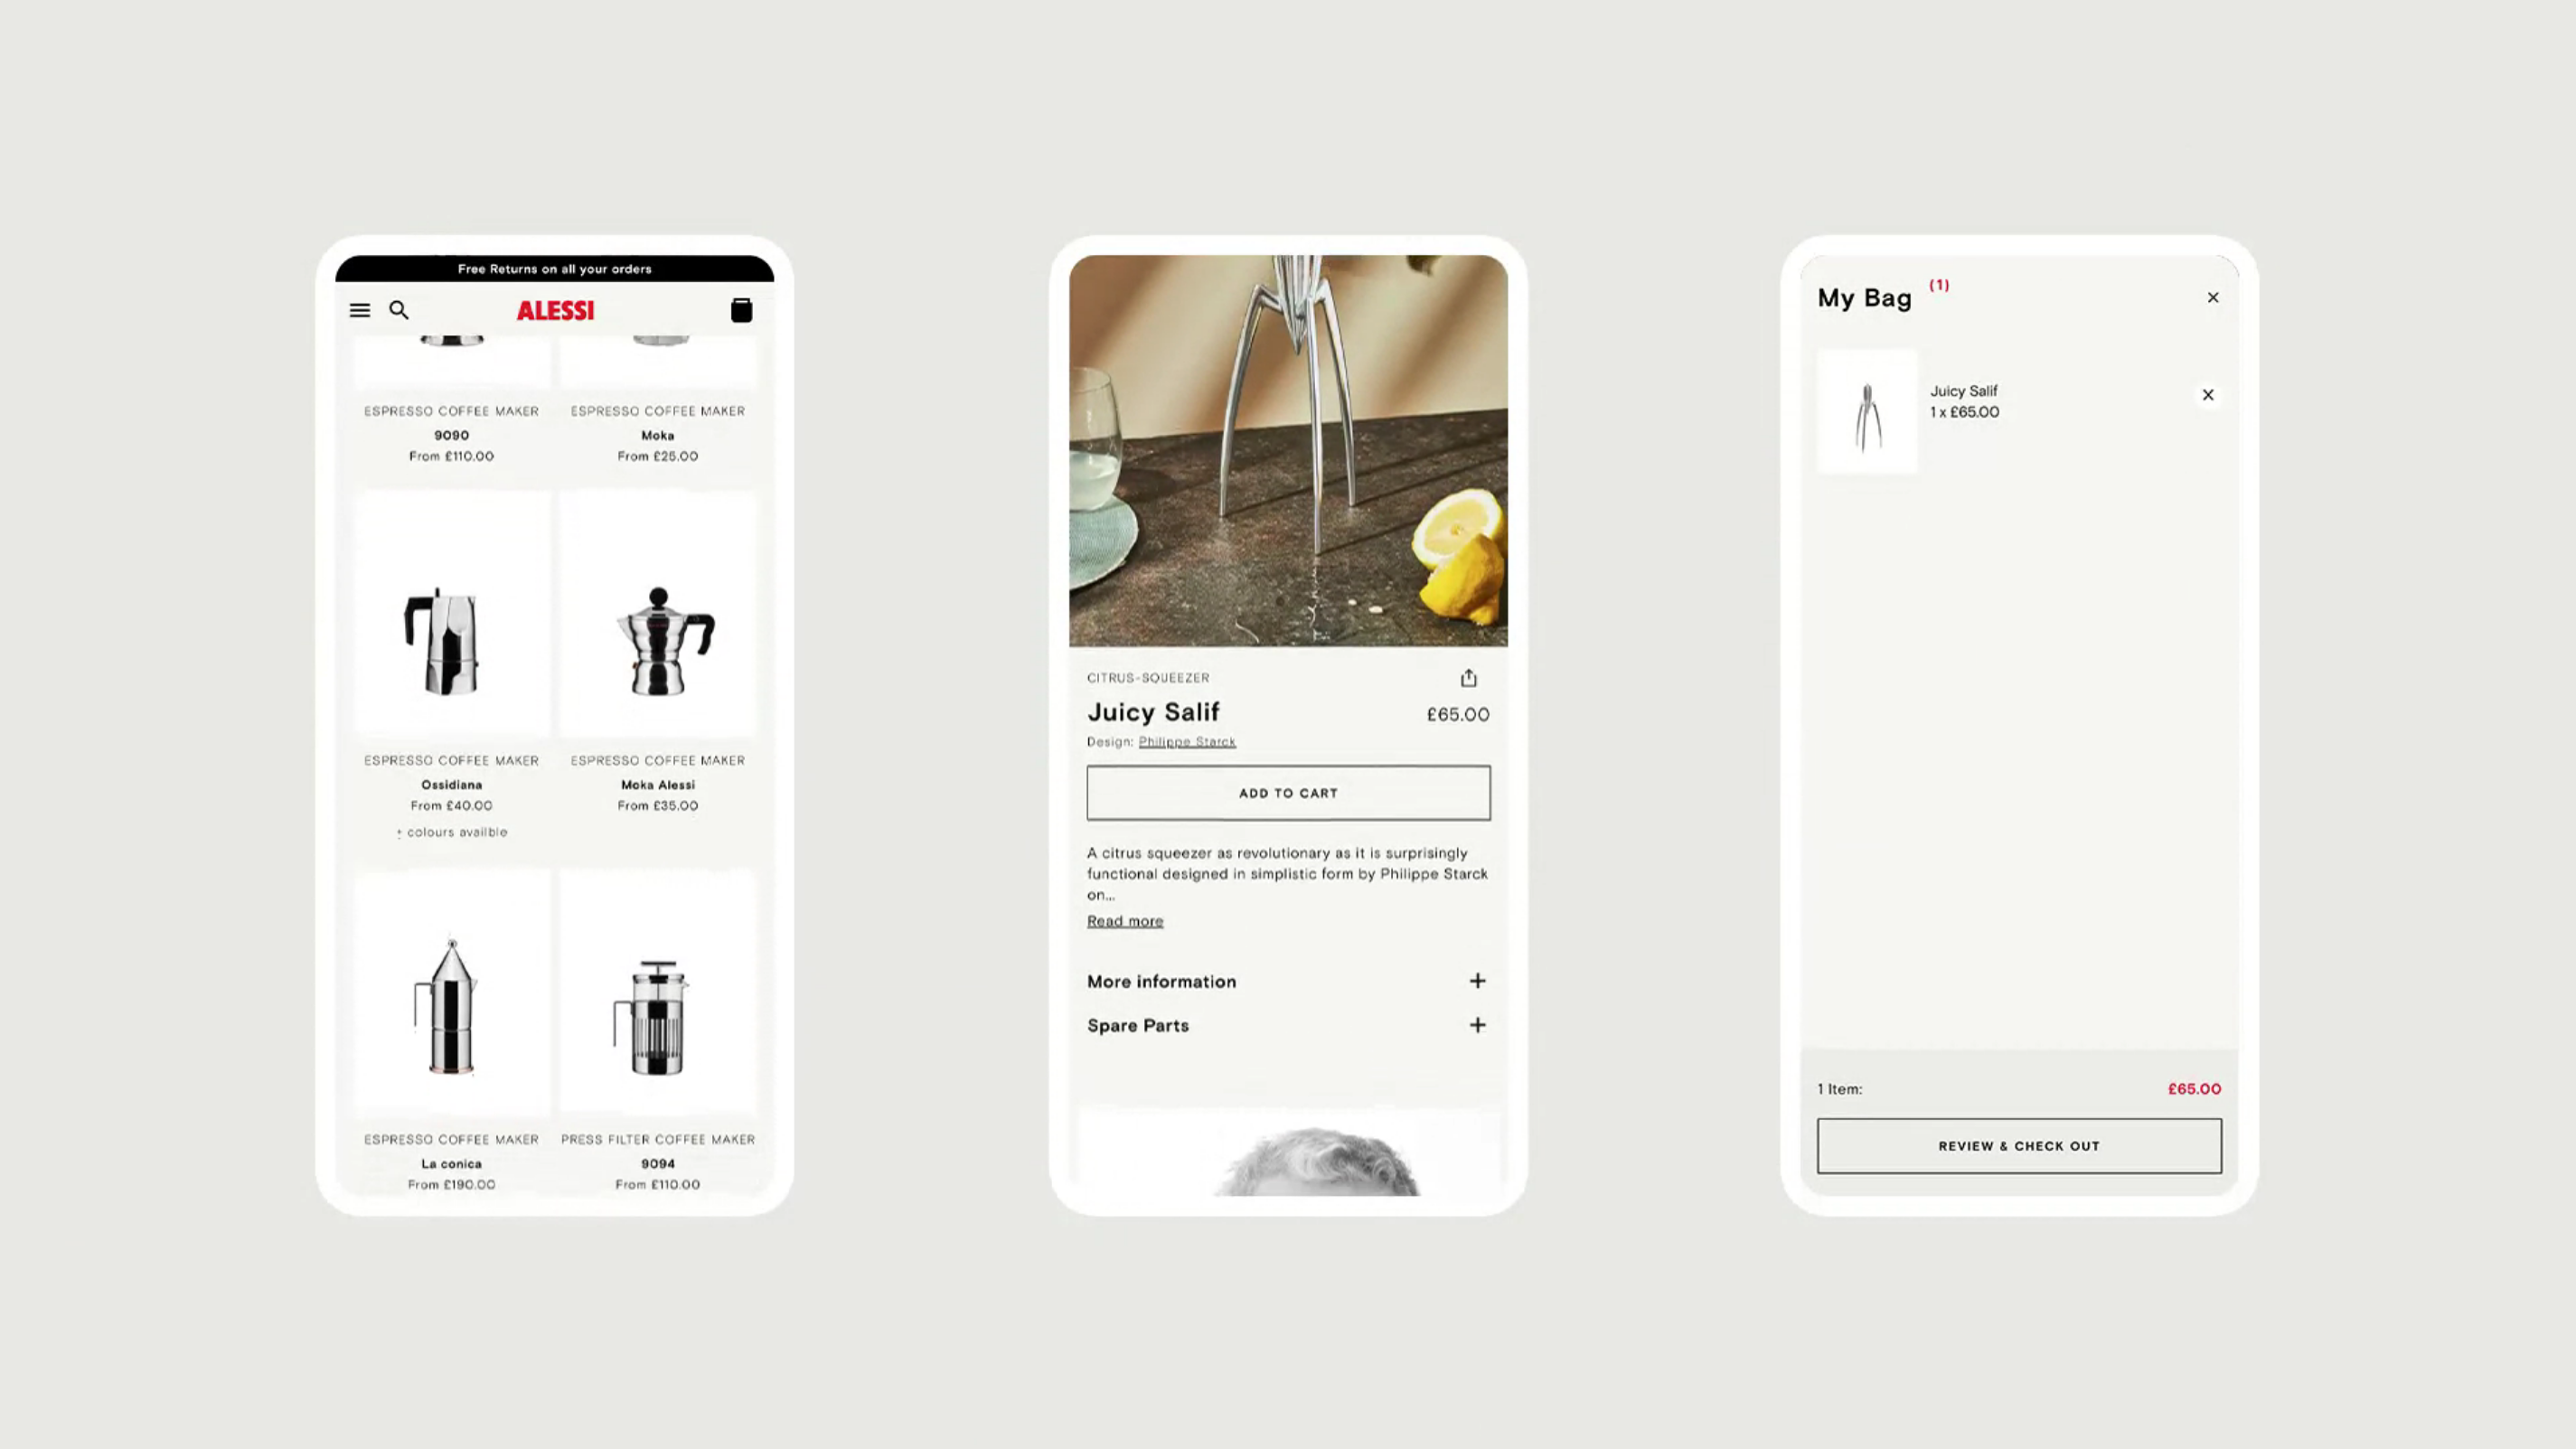 Free Returns on all your orders
ALESSI
ESPRESSO COFFEE MAKER
9090
From £110.00
ESPRESSO COFFEE MAKER
Moka
From £25.00
ESPRESSO COFFEE MAKER
Ossidiana
From £40.00
+ colours availble
ESPRESSO COFFEE MAKER
Moka Alessi
From £35.00
ESPRESSO COFFEE MAKER
La conica
From £190.00
PRESS FILTER COFFEE MAKER
9094
From £110.00
CITRUS-SQUEEZER
Juicy Salif
£65.00
Design: Philippe Starck
ADD TO CART
A citrus squeezer as revolutionary as it is surprisingly
functional designed in simplistic form by Philippe Starck
on...
Read more
More information
Spare Parts
My Bag (1)
Juicy Salif
1 x £65.00
1 Item:
£65.00
REVIEW & CHECK OUT